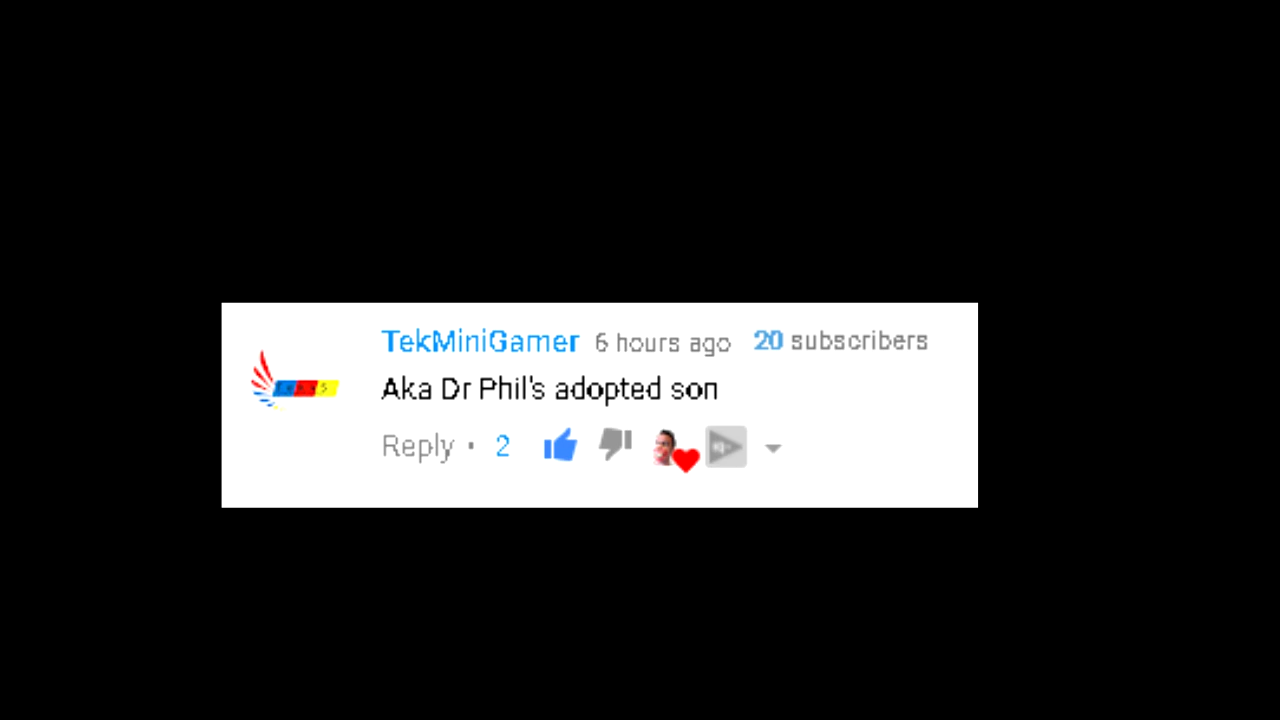 TekMiniGamer 6 hours ago 20 subscribers
Aka Dr Phil's adopted son
Reply • 2